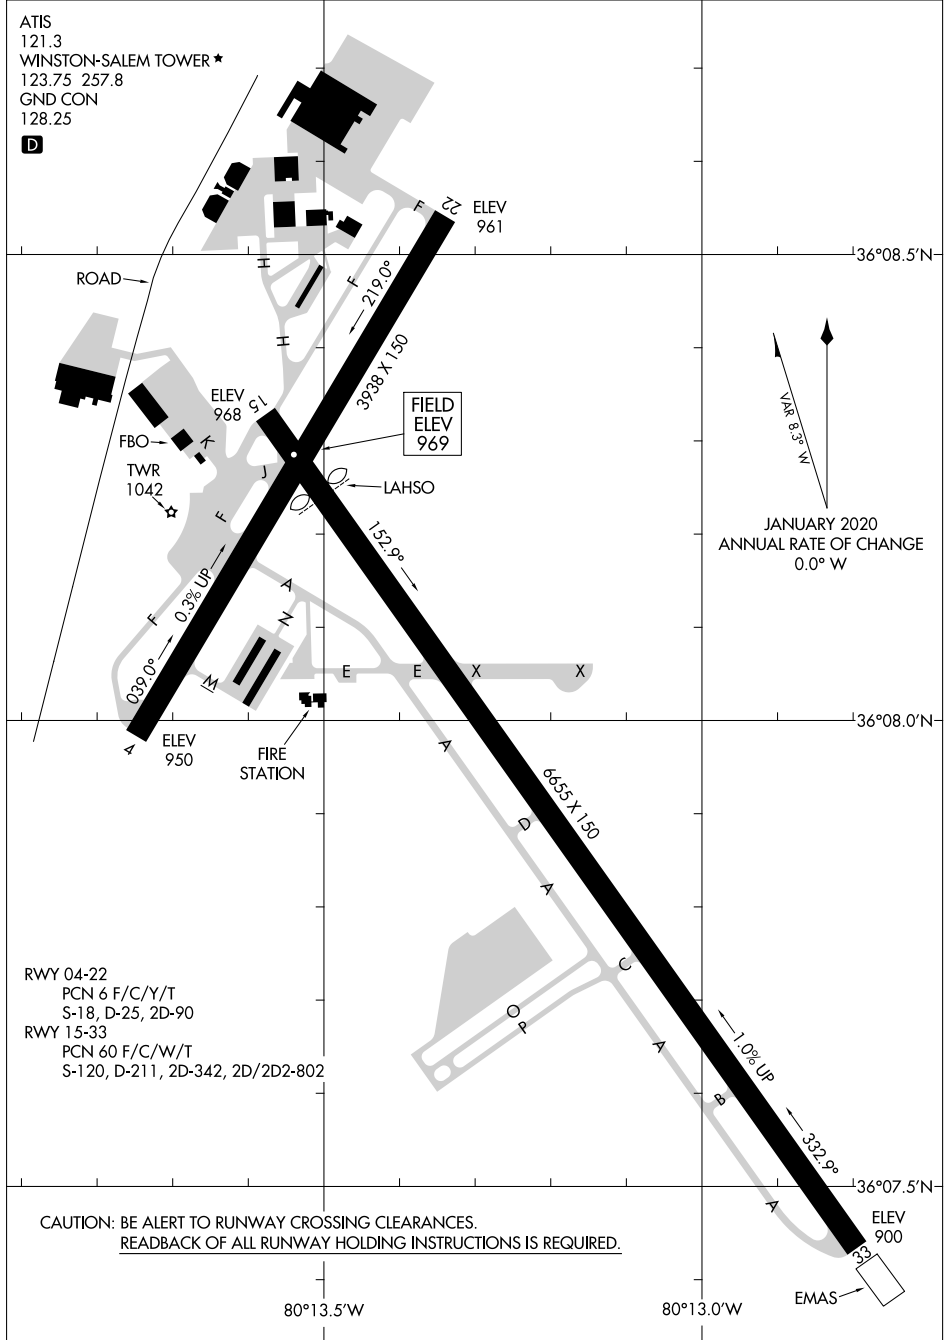 ATIS
121.3
WINSTON-SALEM TOWER ★
123.75 257.8
GND CON
128.25
D
F
22
ELEV
961
36°08.5'N
ROAD
H
F
219.0°
H
3938 X 150
VAR 8.3° W
ELEV
968
15
FIELD
ELEV
969
FBO
K
J
TWR
1042
LAHSO
F
152.9°
JANUARY 2020
ANNUAL RATE OF CHANGE
0.0° W
0.3% UP
A
N
F
039.0°
M
E
E
X
X
4
ELEV
950
FIRE
STATION
36°08.0'N
A
6655 X 150
D
A
C
RWY 04-22
PCN 6 F/C/Y/T
S-18, D-25, 2D-90
RWY 15-33
PCN 60 F/C/W/T
S-120, D-211, 2D-342, 2D/2D2-802
O
P
A
1.0% UP
B
332.9°
36°07.5'N
A
CAUTION: BE ALERT TO RUNWAY CROSSING CLEARANCES.
READBACK OF ALL RUNWAY HOLDING INSTRUCTIONS IS REQUIRED.
ELEV
900
33
EMAS
80°13.5'W
80°13.0'W